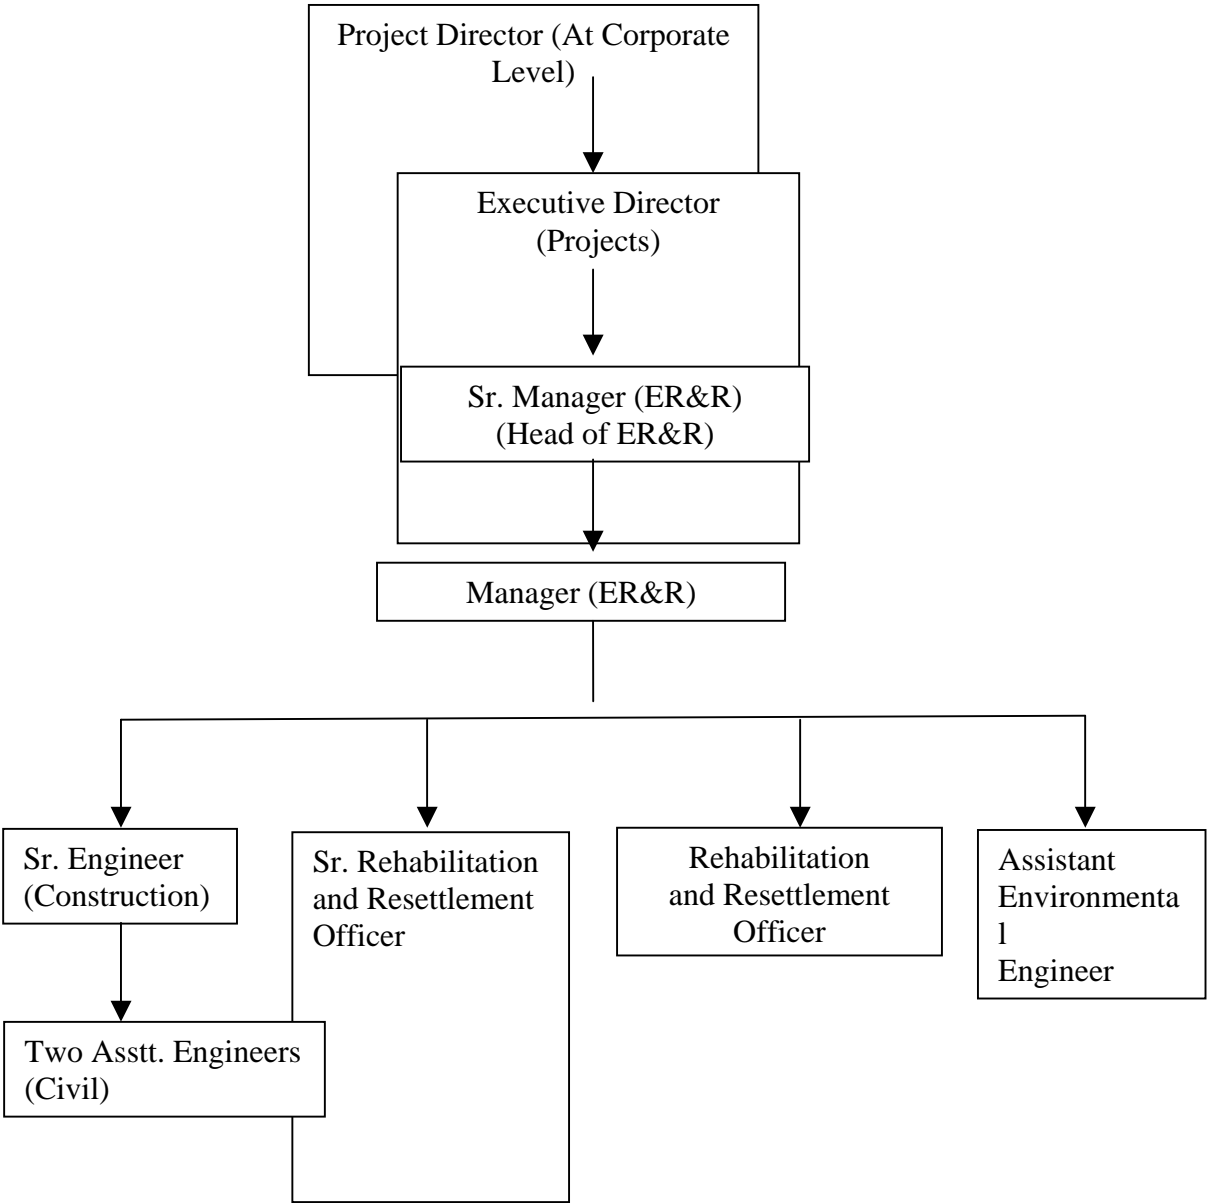 Project Director (At Corporate
Level)
Executive Director
(Projects)
Sr. Manager (ER&R)
(Head of ER&R)
Manager (ER&R)
Sr. Engineer
(Construction)
Sr. Rehabilitation
and Resettlement
Officer
Rehabilitation
and Resettlement
Officer
Assistant
Environmenta
l
Engineer
Two Asstt. Engineers
(Civil)